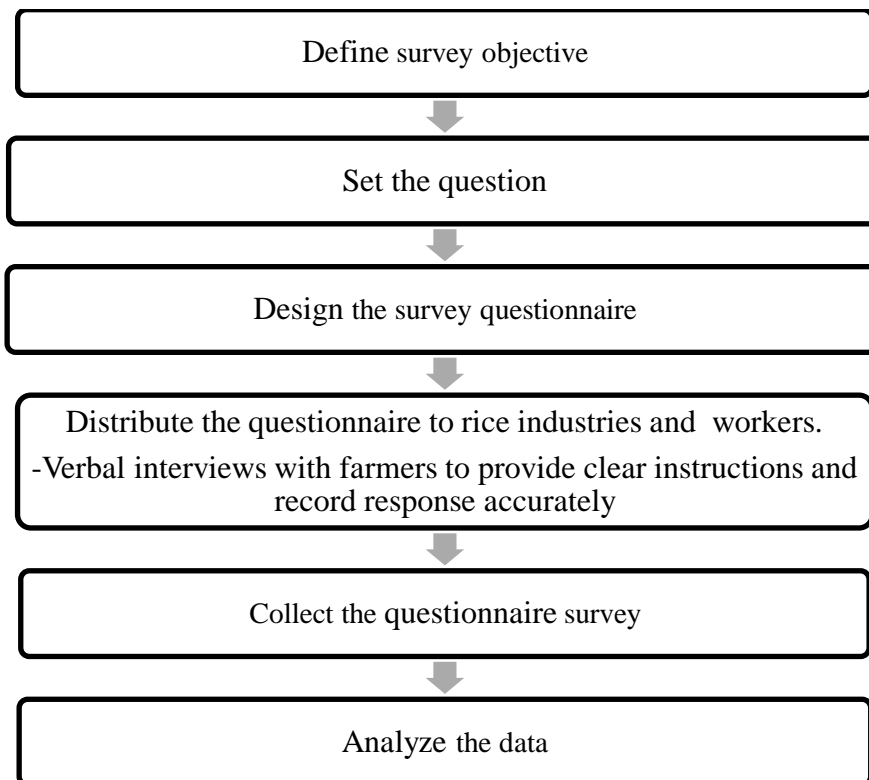 Define survey objective
Set the question
Design the survey questionnaire
Distribute the questionnaire to rice industries and workers.
-Verbal interviews with farmers to provide clear instructions and
record response accurately
Collect the questionnaire survey
Analyze the data